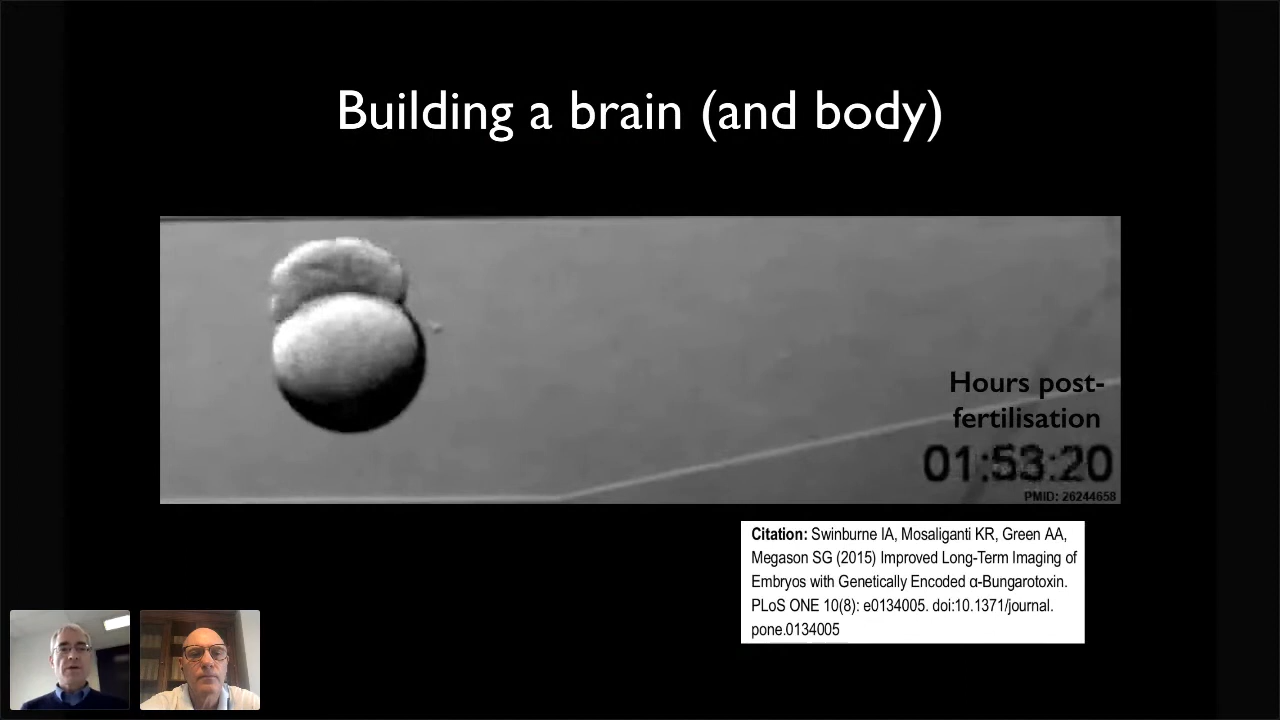 Building a brain (and body)
Hours post-
fertilisation
01:53:20
PMID: 26244658
Citation: Swinburne IA, Mosaliganti KR, Green AA,
Megason SG (2015) Improved Long-Term Imaging of
Embryos with Genetically Encoded α-Bungarotoxin.
PLoS ONE 10(8): e0134005. doi:10.1371/journal.
pone.0134005